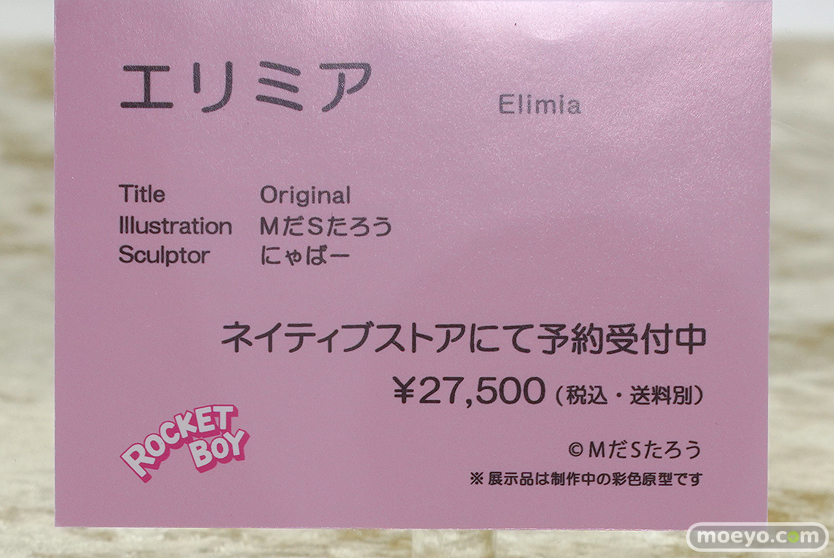 エリミア Elimia
Title Original
Illustration MだSたろう
Sculptor にゃばー
ネイティブストアにて予約受付中
¥27,500(税込・送料別)
ROCKET
BOY
©MだSたろう
※展示品は制作中の彩色原型です
moeyo.com